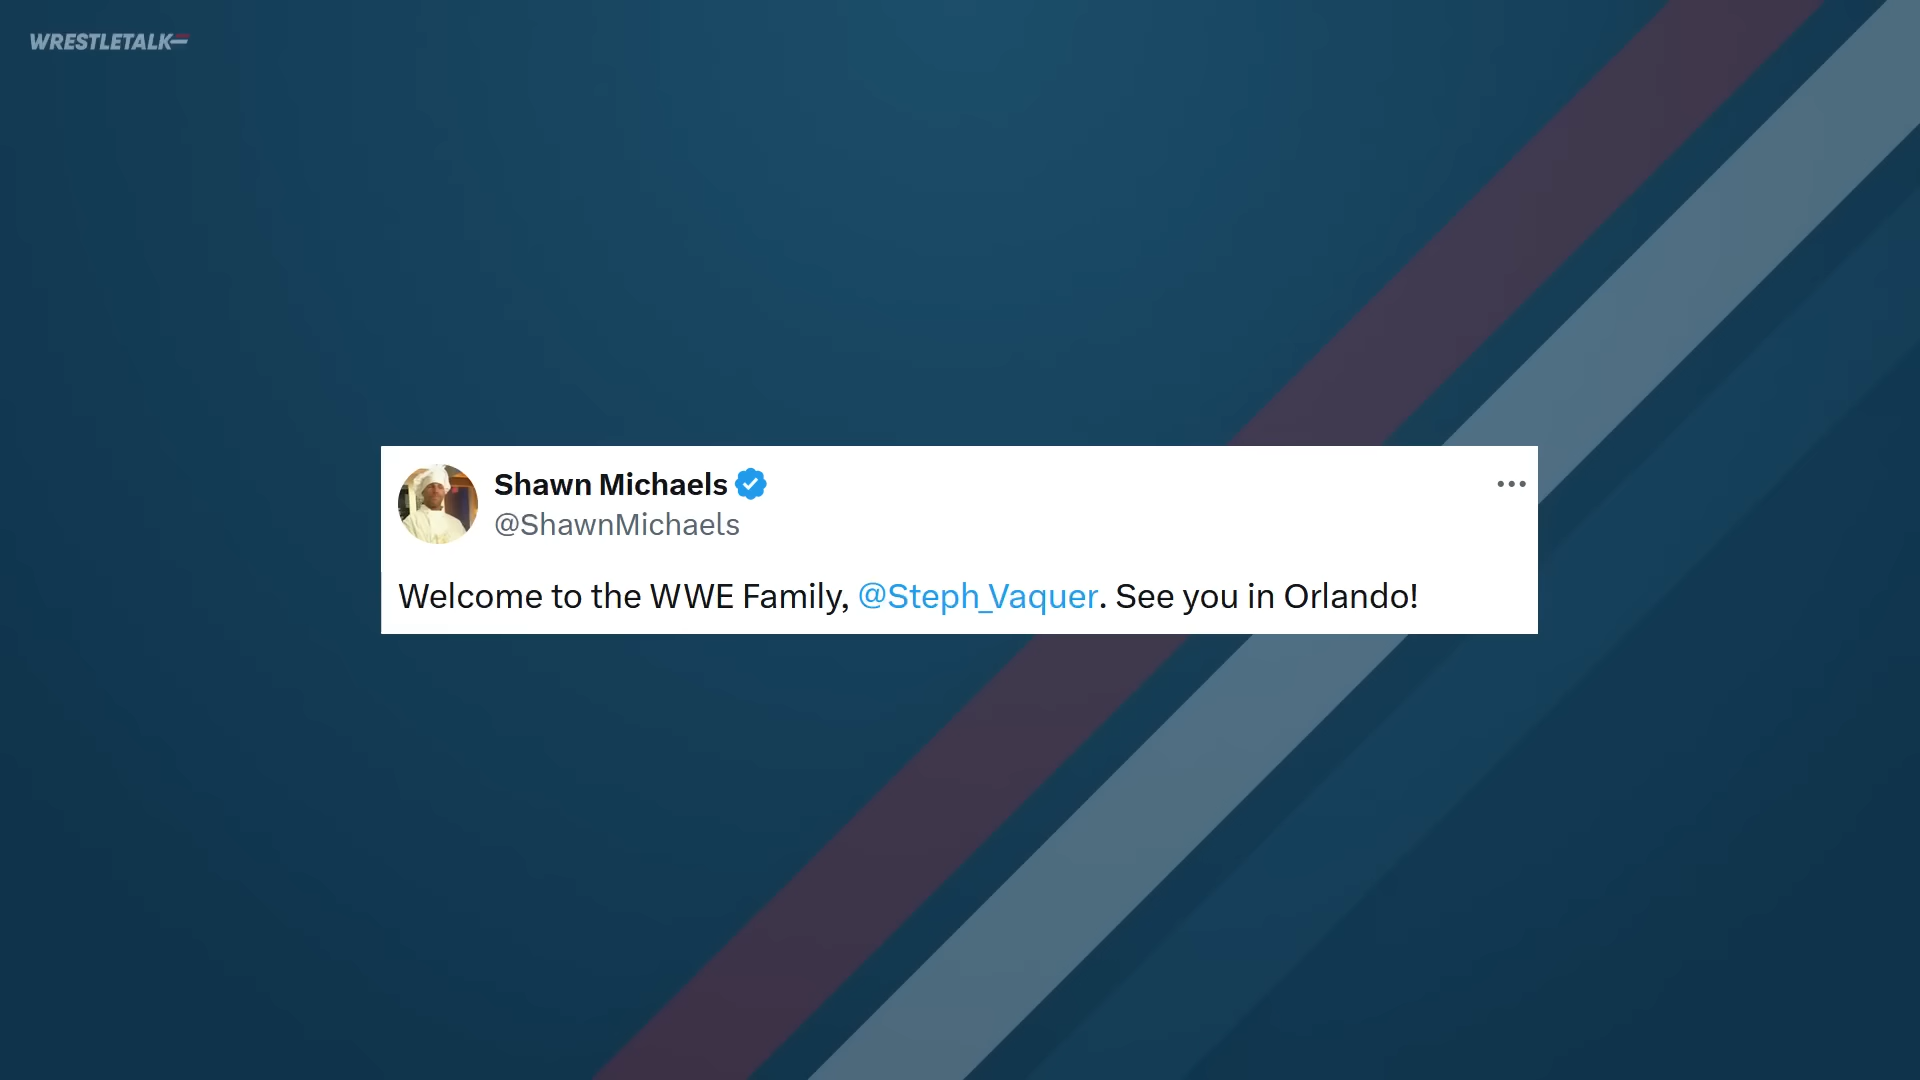 WRESTLETALK
Shawn Michaels
@ShawnMichaels
Welcome to the WWE Family, @Steph_Vaquer. See you in Orlando!